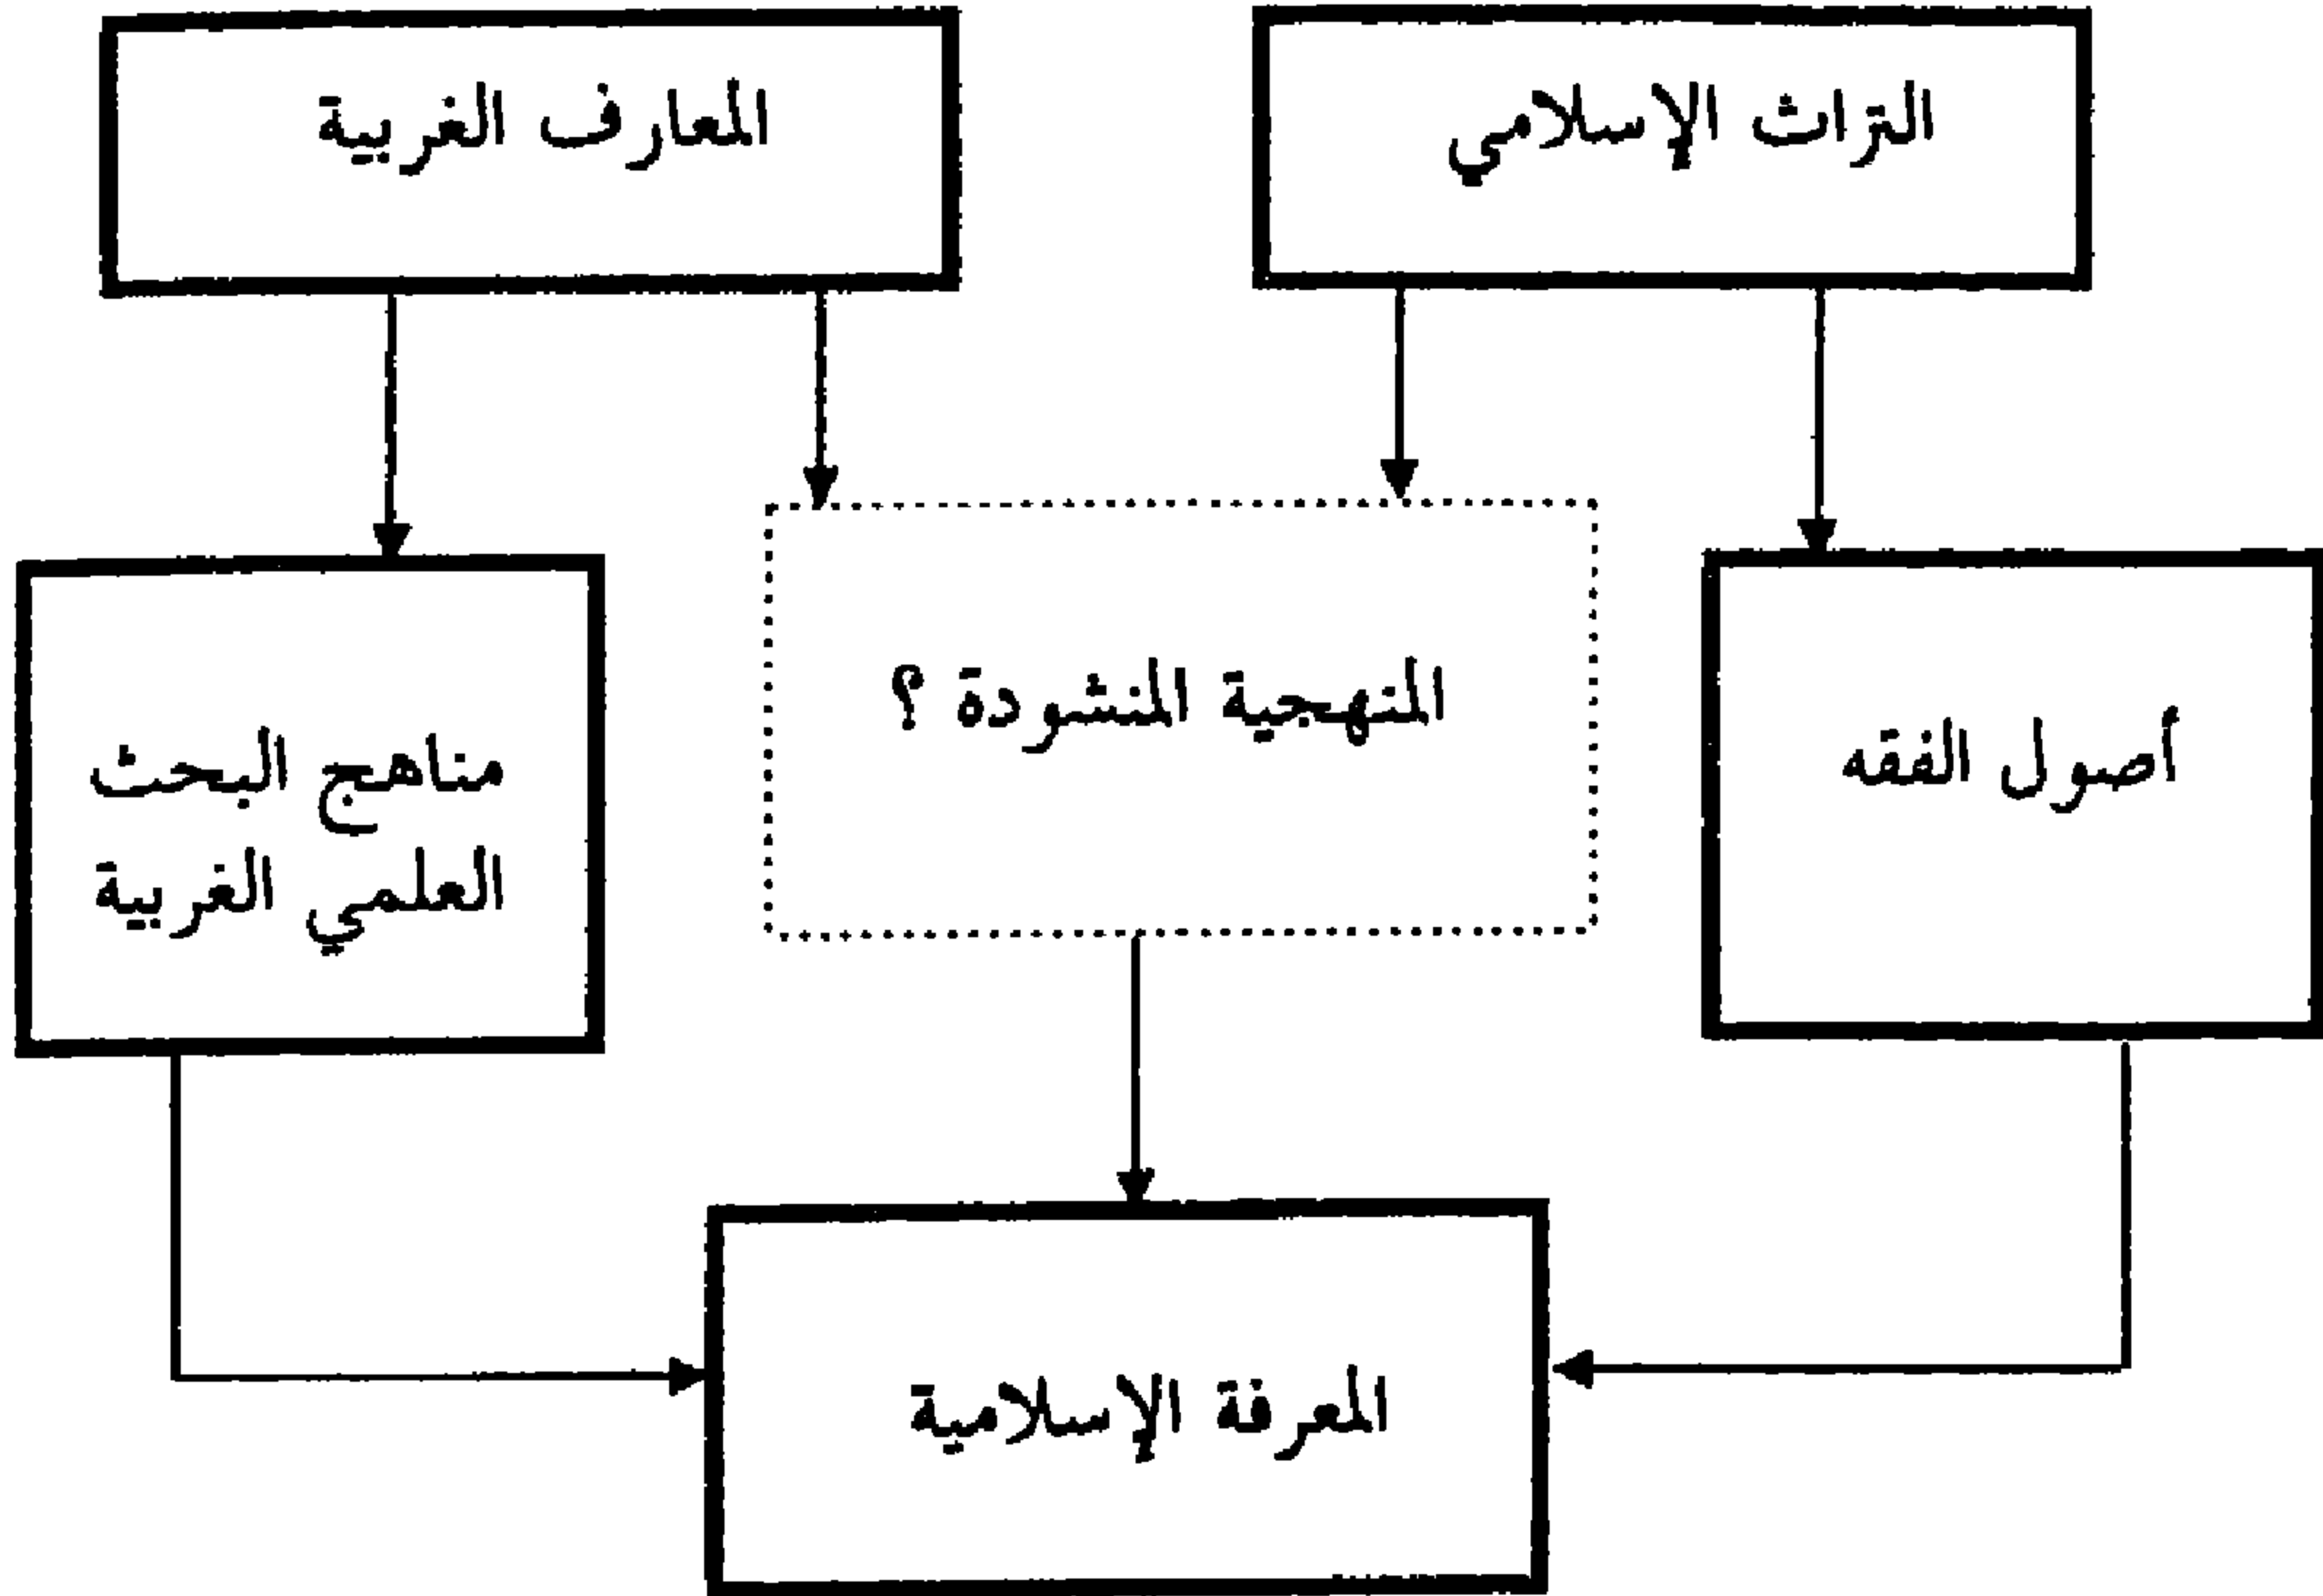 التراث الإسلامي
المعارف الغربية
أصول الفقه
المنهجية المنشودة ؟
مناهج البحث
العلمي الغربية
المعرفة الإسلامية